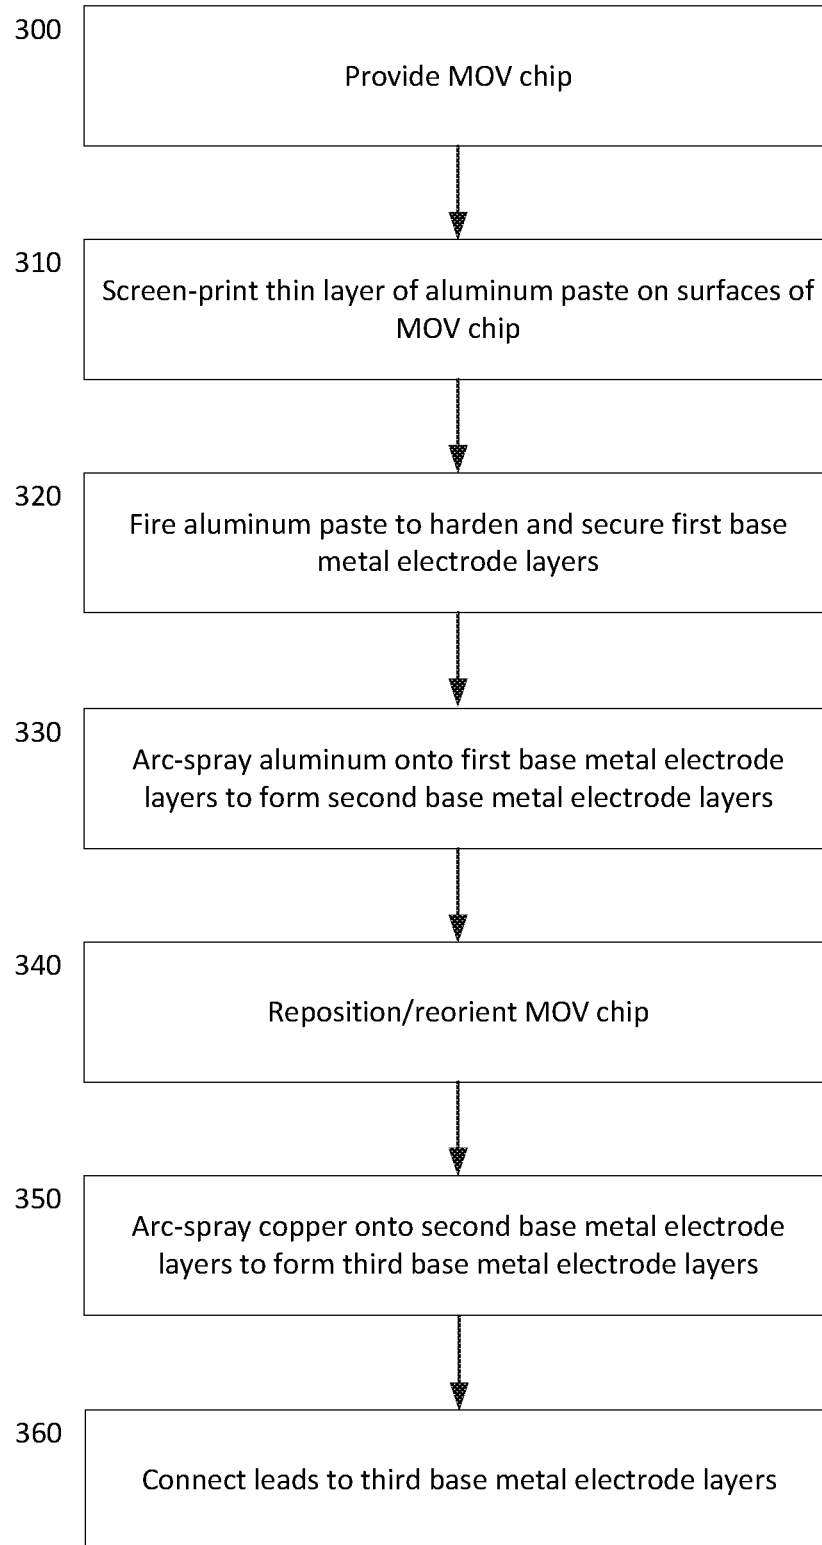 300
Provide MOV chip
310
Screen-print thin layer of aluminum paste on surfaces of
MOV chip
320
Fire aluminum paste to harden and secure first base
metal electrode layers
330
Arc-spray aluminum onto first base metal electrode
layers to form second base metal electrode layers
340
Reposition/reorient MOV chip
350
Arc-spray copper onto second base metal electrode
layers to form third base metal electrode layers
360
Connect leads to third base metal electrode layers